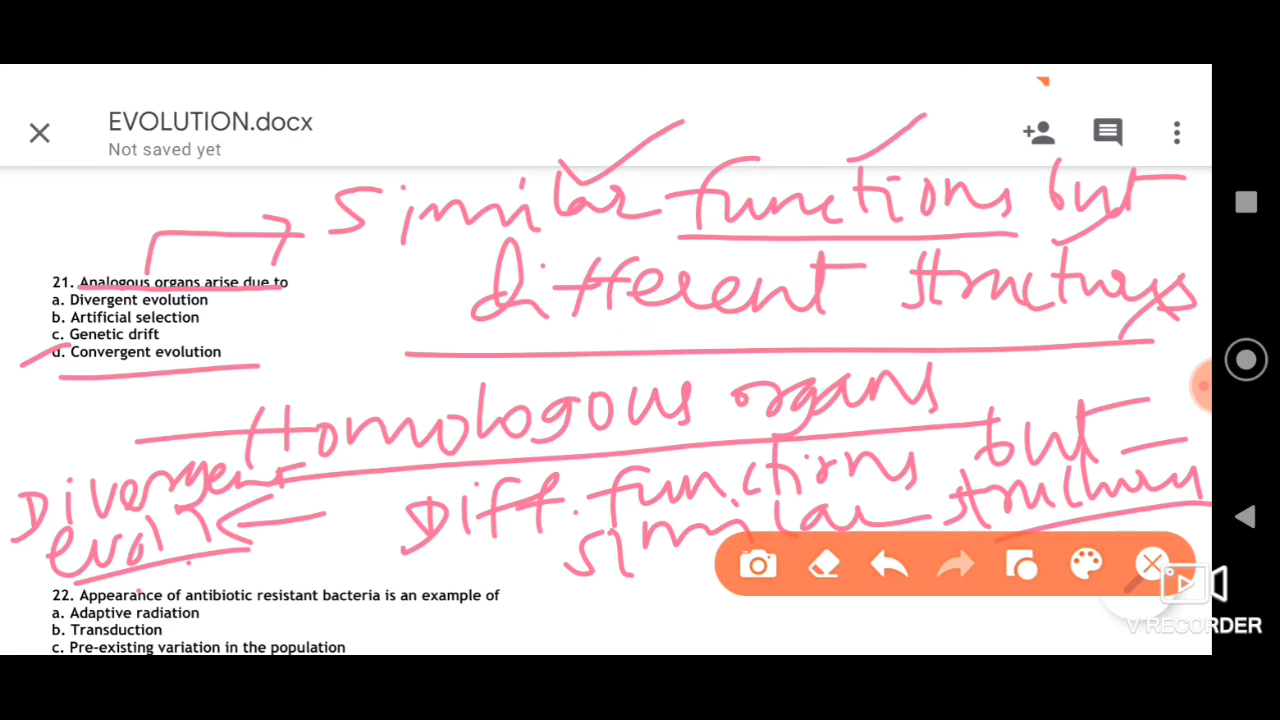 EVOLUTION.docx
Not saved yet
similar functions but
different structures
21. Analogous organs arise due to
a. Divergent evolution
b. Artificial selection
c. Genetic drift
d. Convergent evolution
Homologous organs
Divergent
evol
Diff. functions but
similar structures
22. Appearance of antibiotic resistant bacteria is an example of
a. Adaptive radiation
b. Transduction
c. Pre-existing variation in the population
V RECORDER